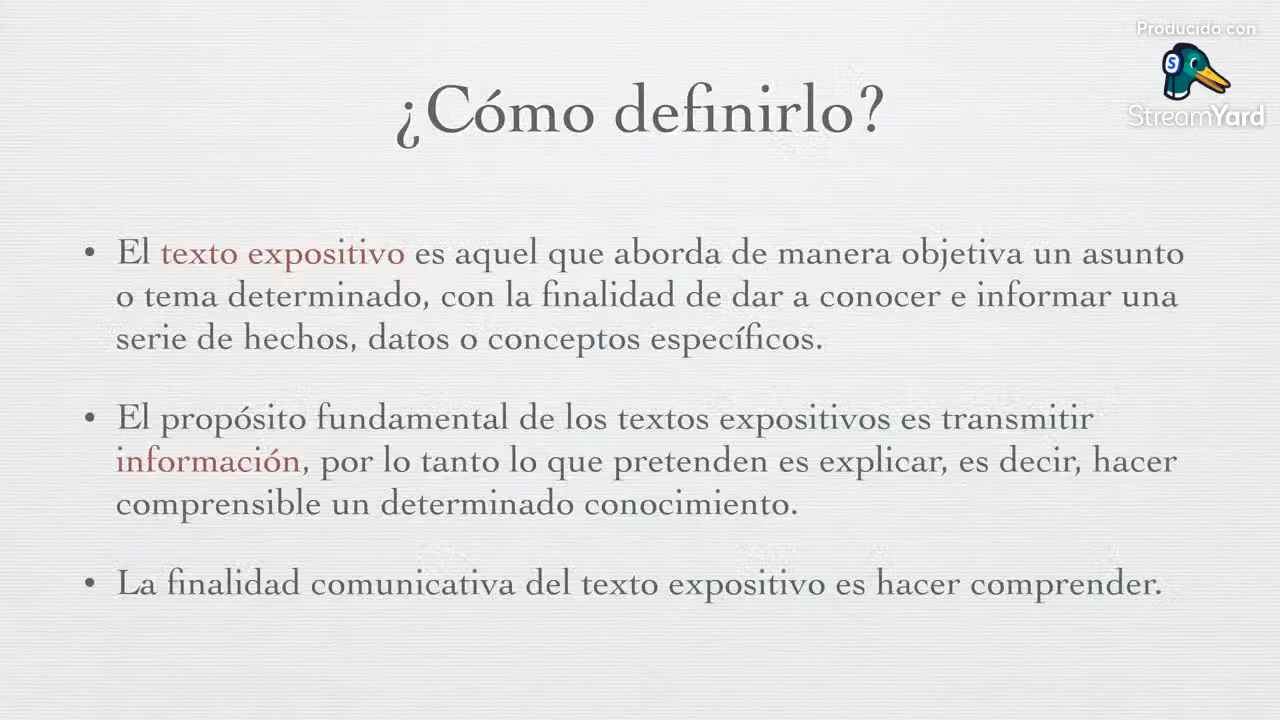 Producido con
S
StreamYard
¿Cómo definirlo?
• El texto expositivo es aquel que aborda de manera objetiva un asunto
o tema determinado, con la finalidad de dar a conocer e informar una
serie de hechos, datos o conceptos específicos.
• El propósito fundamental de los textos expositivos es transmitir
información, por lo tanto lo que pretenden es explicar, es decir, hacer
comprensible un determinado conocimiento.
• La finalidad comunicativa del texto expositivo es hacer comprender.